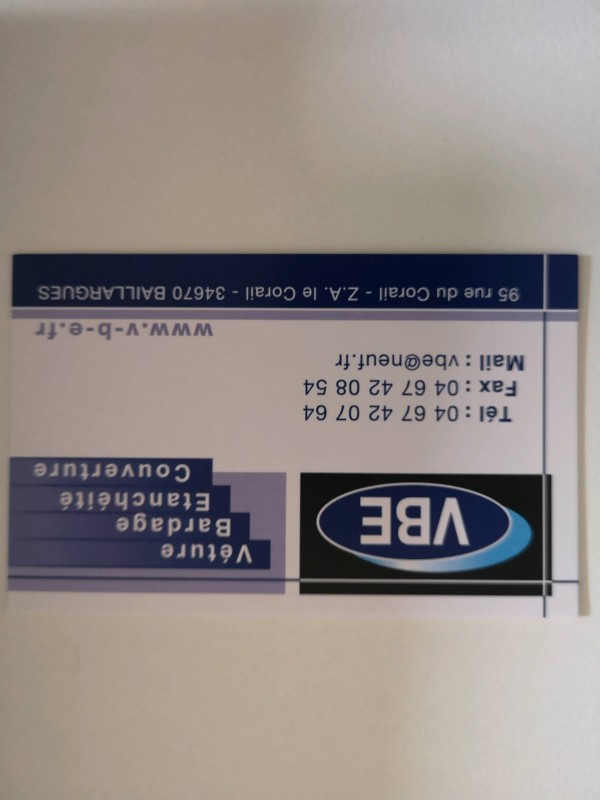 VBE
Vêture
Bardage
Etanchéité
Couverture
Tél : 04 67 42 07 64
Fax : 04 67 42 08 54
Mail : vbe@neuf.fr
www.v-b-e.fr
95 rue du Corail - Z.A. le Corail - 34670 BAILLARGUES